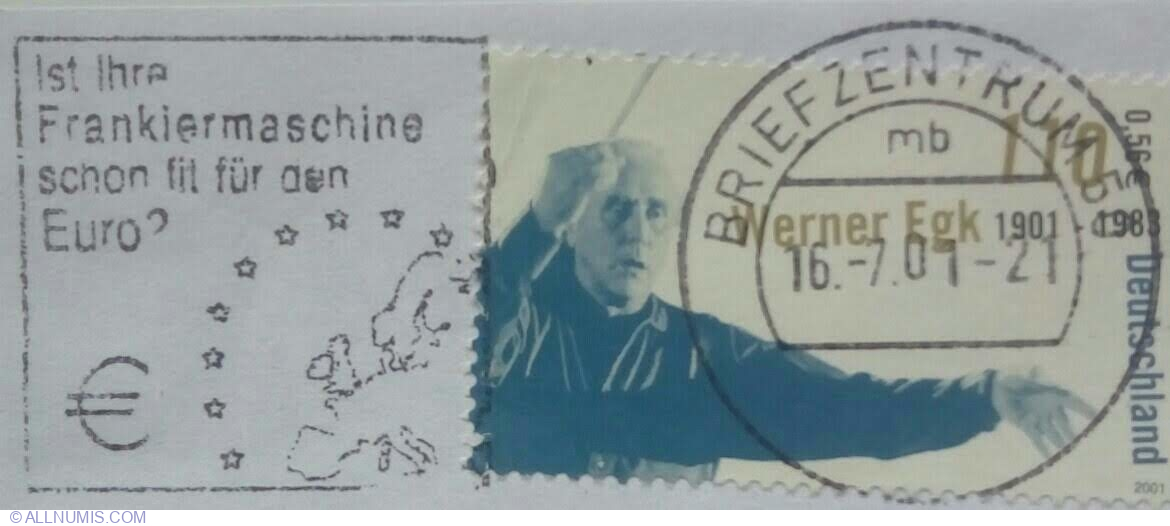 Ist Ihre
Frankiermaschine
schon fit für den
Euro?
€
BRIEFZENTRUM
mb
16.-7.01-21
110
0,56€
Werner Egk 1901 - 1983
Deutschland
2001
© ALLNUMIS.COM